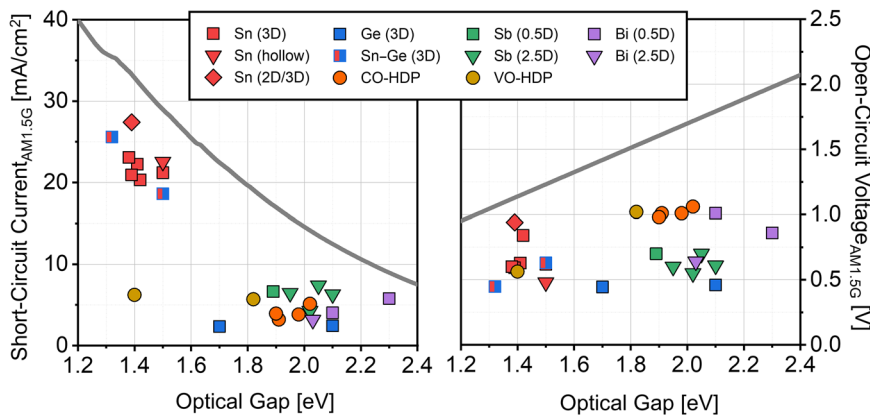 Sn (3D)
Ge (3D)
Sb (0.5D)
Bi (0.5D)
Sn (hollow)
Sn–Ge (3D)
Sb (2.5D)
Bi (2.5D)
Sn (2D/3D)
CO-HDP
VO-HDP
Short-Circuit Current AM1.5G [mA/cm²]
40
30
20
10
0
1.2 1.4 1.6 1.8 2.0 2.2 2.4
Optical Gap [eV]
1.2 1.4 1.6 1.8 2.0 2.2 2.4
Optical Gap [eV]
2.5
2.0
1.5
1.0
0.5
0.0
Open-Circuit Voltage AM1.5G [V]